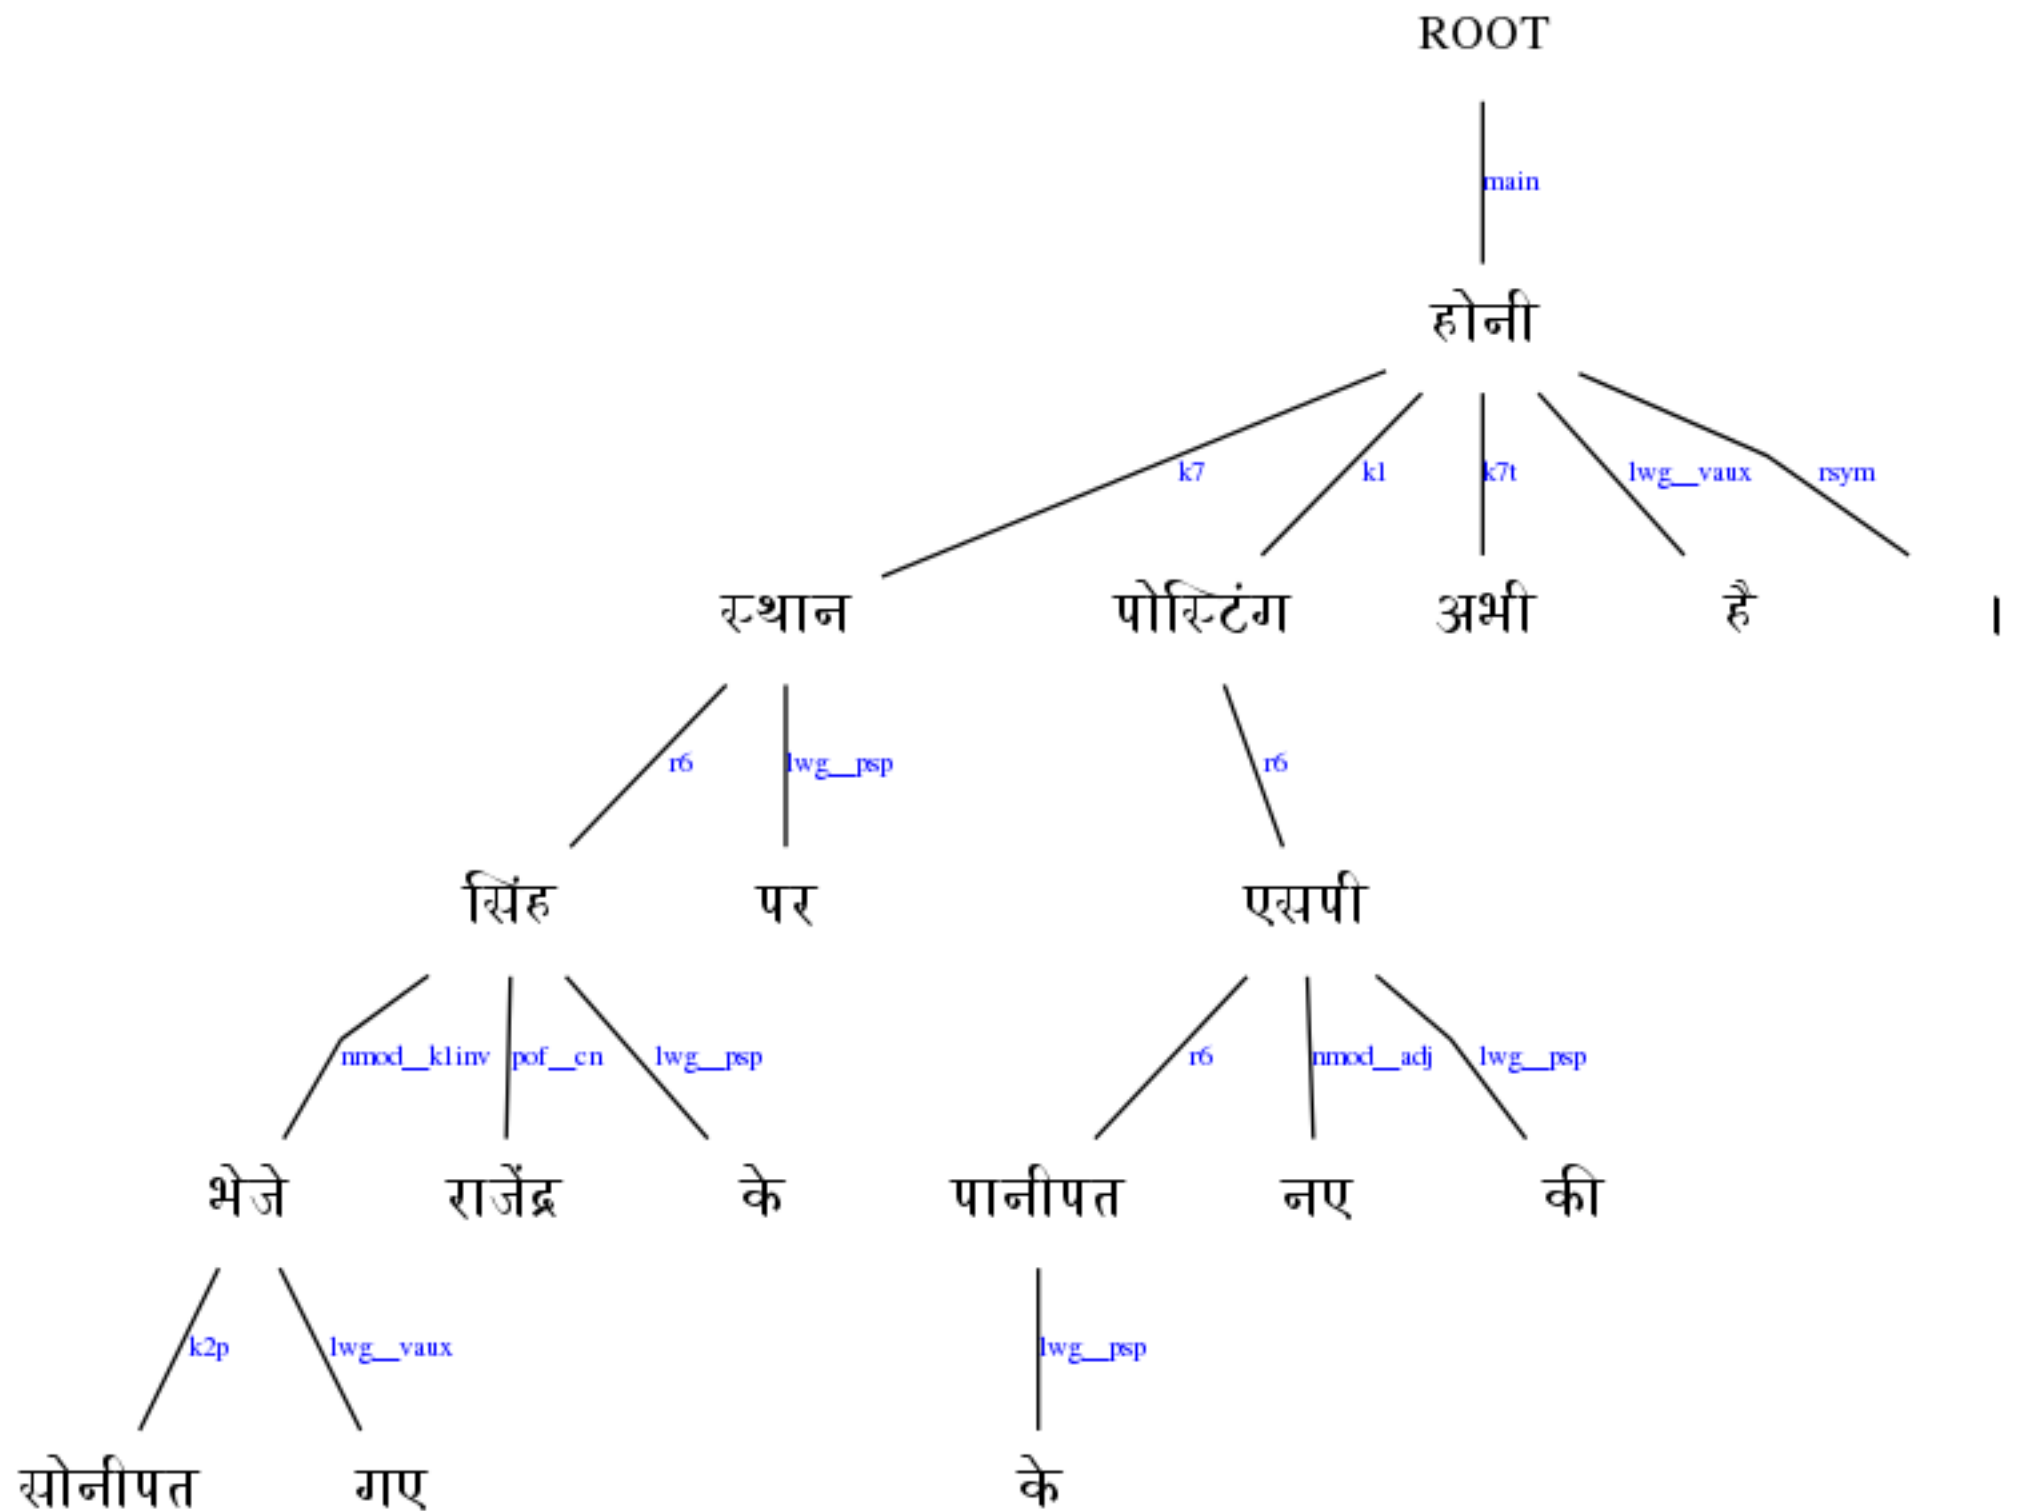 ROOT
main
होनी
k7 k1 k7t lwg__vaux rsym
स्थान पोस्टिंग अभी है ।
r6 lwg__psp r6
सिंह पर एसपी
nmod__k1inv pof__cn lwg__psp r6 nmod__adj lwg__psp
भेजे राजेंद्र के पानीपत नए की
k2p lwg__vaux lwg__psp
सोनीपत गए के